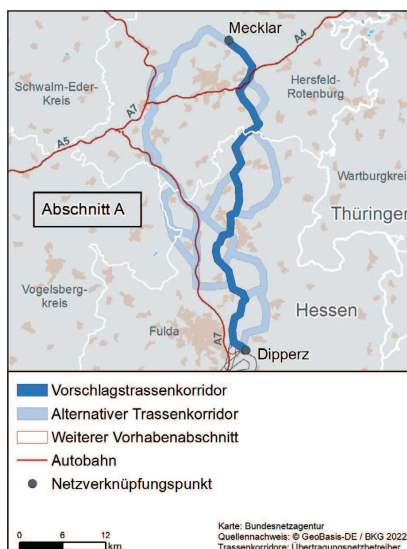 Mecklar
A4
Schwalm-Eder-
Kreis
A7
Hersfeld-
Rotenburg
A5
Wartburgkrei
Abschnitt A
Thüringen
Vogelsberg-
kreis
Hessen
Fulda
A7
Dipperz
Vorschlagstrassenkorridor
Alternativer Trassenkorridor
Weiterer Vorhabenabschnitt
Autobahn
Netzverknüpfungspunkt
0 6 12
km
Karte: Bundesnetzagentur
Quellennachweis: © GeoBasis-DE / BKG 2022
Trassenkorridore: Übertragungsnetzbetreiber